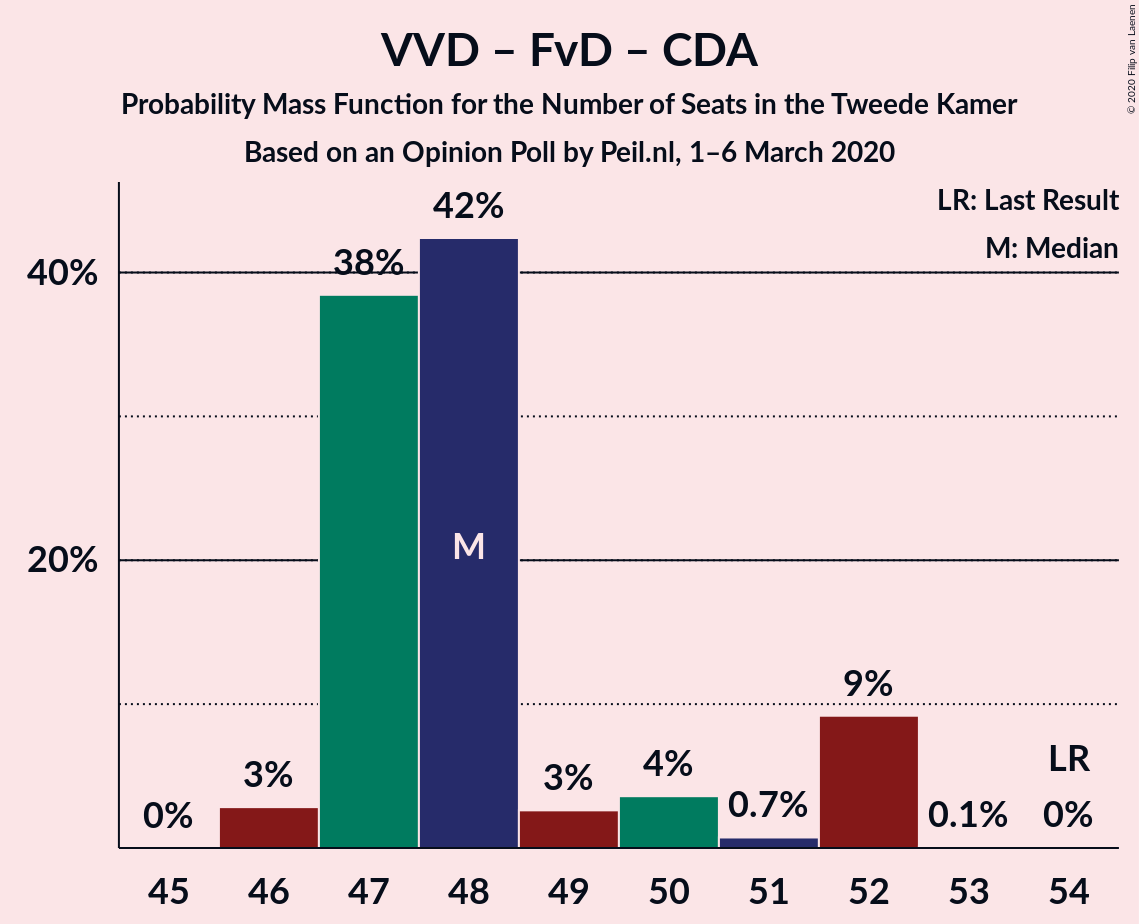 VVD – FvD – CDA
Probability Mass Function for the Number of Seats in the Tweede Kamer
Based on an Opinion Poll by Peil.nl, 1–6 March 2020
© 2020 Filip van Laenen
LR: Last Result
M: Median
40%
20%
0%
3%
38%
42%
M
3%
4%
0.7%
9%
0.1%
LR
0%
45 46 47 48 49 50 51 52 53 54